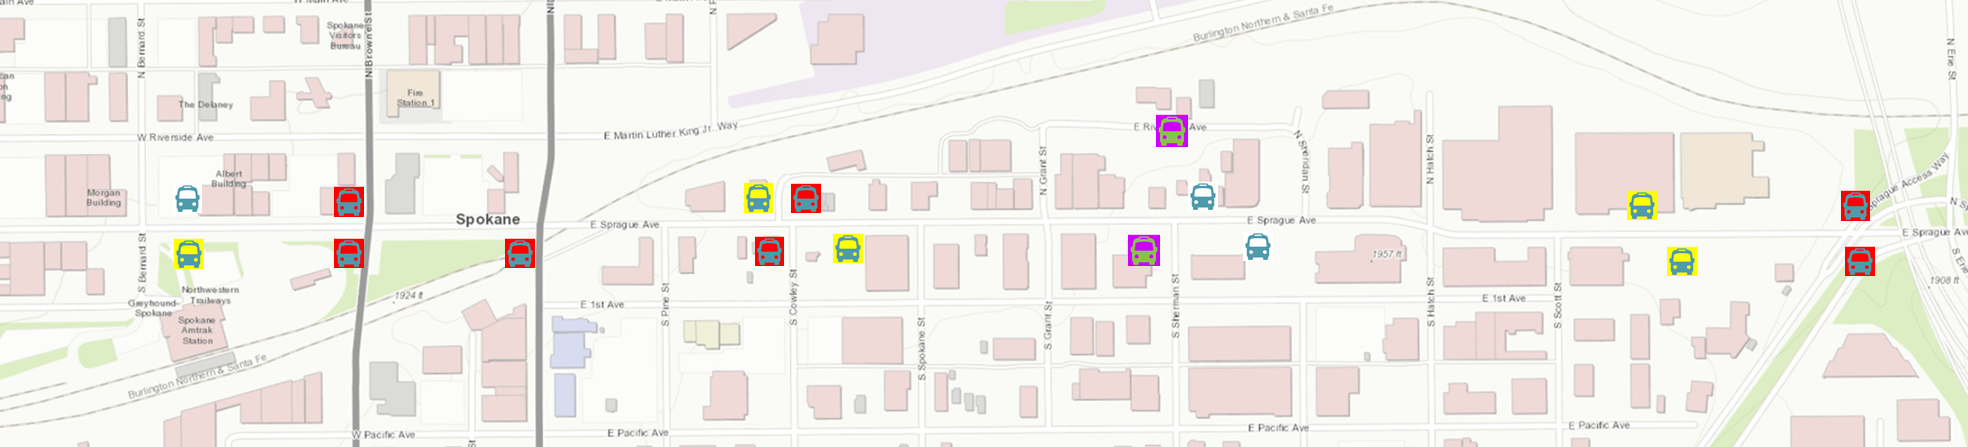 W Main Ave
N Bernard St
Spokane
Visitors
Bureau
N Browne St
The Delaney
Fire
Station 1
W Riverside Ave
E Martin Luther King Jr. Way
Burlington Northern & Santa Fe
N Erie St
E Riv
Ave
N Sheridan St
N Hatch St
N Grant St
Albert
Building
Morgan
Building
Spokane
E Sprague Ave
E Sprague Ave
Sprague Access Way
E Sprague Ave
S Bernard St
Northwestern
Trailways
Greyhound-
Spokane
Spokane
Amtrak
Station
1924 ft
1957 ft
1908 ft
E 1st Ave
E 1st Ave
S Pine St
S Cowley St
S Spokane St
S Grant St
S Sherman St
S Hatch St
S Scott St
Burlington Northern & Santa Fe
W Pacific Ave
E Pacific Ave
E Pacific Ave
E Pacific Ave